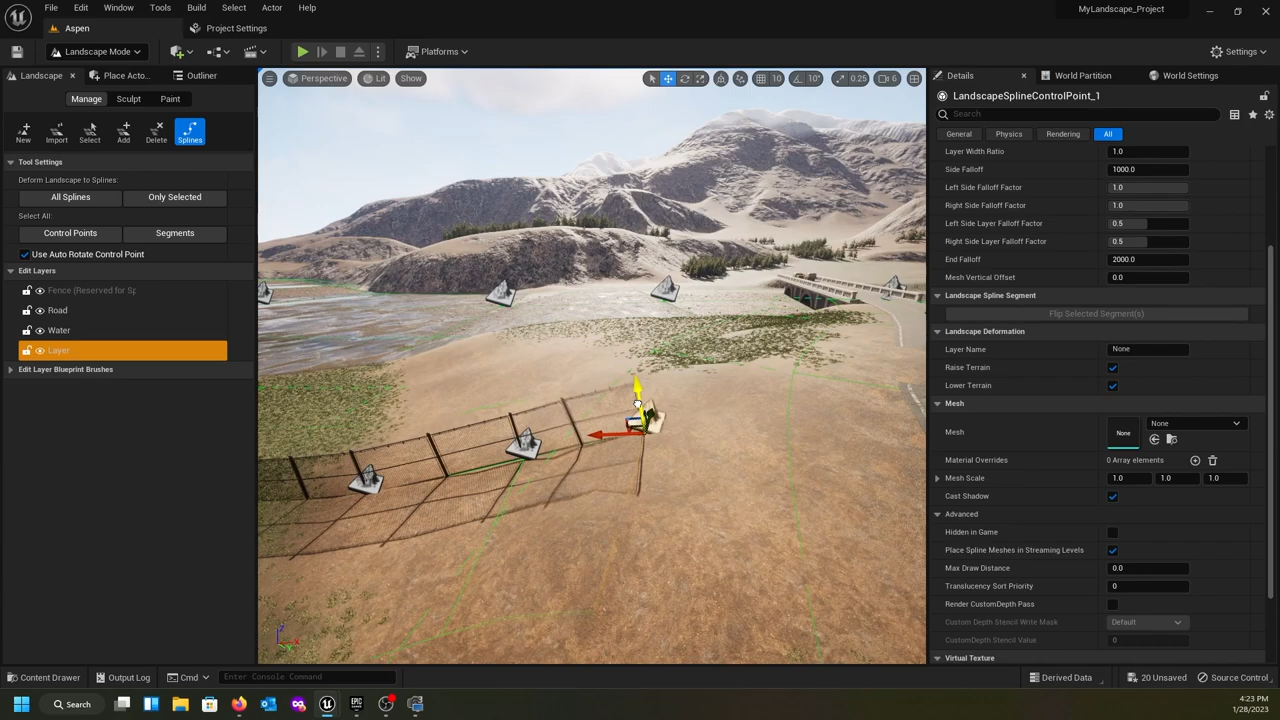 File Edit Window Tools Build Select Actor Help
MyLandscape_Project
Aspen
Project Settings
Landscape Mode
Platforms
Settings
Landscape
Place Acto...
Outliner
Perspective
Lit
Show
10
10°
0.25
6
Details
World Partition
World Settings
Manage
Sculpt
Paint
LandscapeSplineControlPoint_1
Search
New
Import
Select
Add
Delete
Splines
General
Physics
Rendering
All
Tool Settings
Deform Landscape to Splines:
All Splines
Only Selected
Select All:
Control Points
Segments
Use Auto Rotate Control Point
Edit Layers
Fence (Reserved for Sp
Road
Water
Layer
Edit Layer Blueprint Brushes
Layer Width Ratio 1.0
Side Falloff 1000.0
Left Side Falloff Factor 1.0
Right Side Falloff Factor 1.0
Left Side Layer Falloff Factor 0.5
Right Side Layer Falloff Factor 0.5
End Falloff 2000.0
Mesh Vertical Offset 0.0
Landscape Spline Segment
Flip Selected Segment(s)
Landscape Deformation
Layer Name None
Raise Terrain
Lower Terrain
Mesh
Mesh None None
Material Overrides 0 Array elements
Mesh Scale 1.0 1.0 1.0
Cast Shadow
Advanced
Hidden in Game
Place Spline Meshes in Streaming Levels
Max Draw Distance 0.0
Translucency Sort Priority 0
Render CustomDepth Pass
Custom Depth Stencil Write Mask Default
CustomDepth Stencil Value 0
Virtual Texture
Z
X
Y
Content Drawer
Output Log
Cmd
Enter Console Command
Derived Data
20 Unsaved
Source Control
Search
EPIC GAMES
4:23 PM
1/28/2023